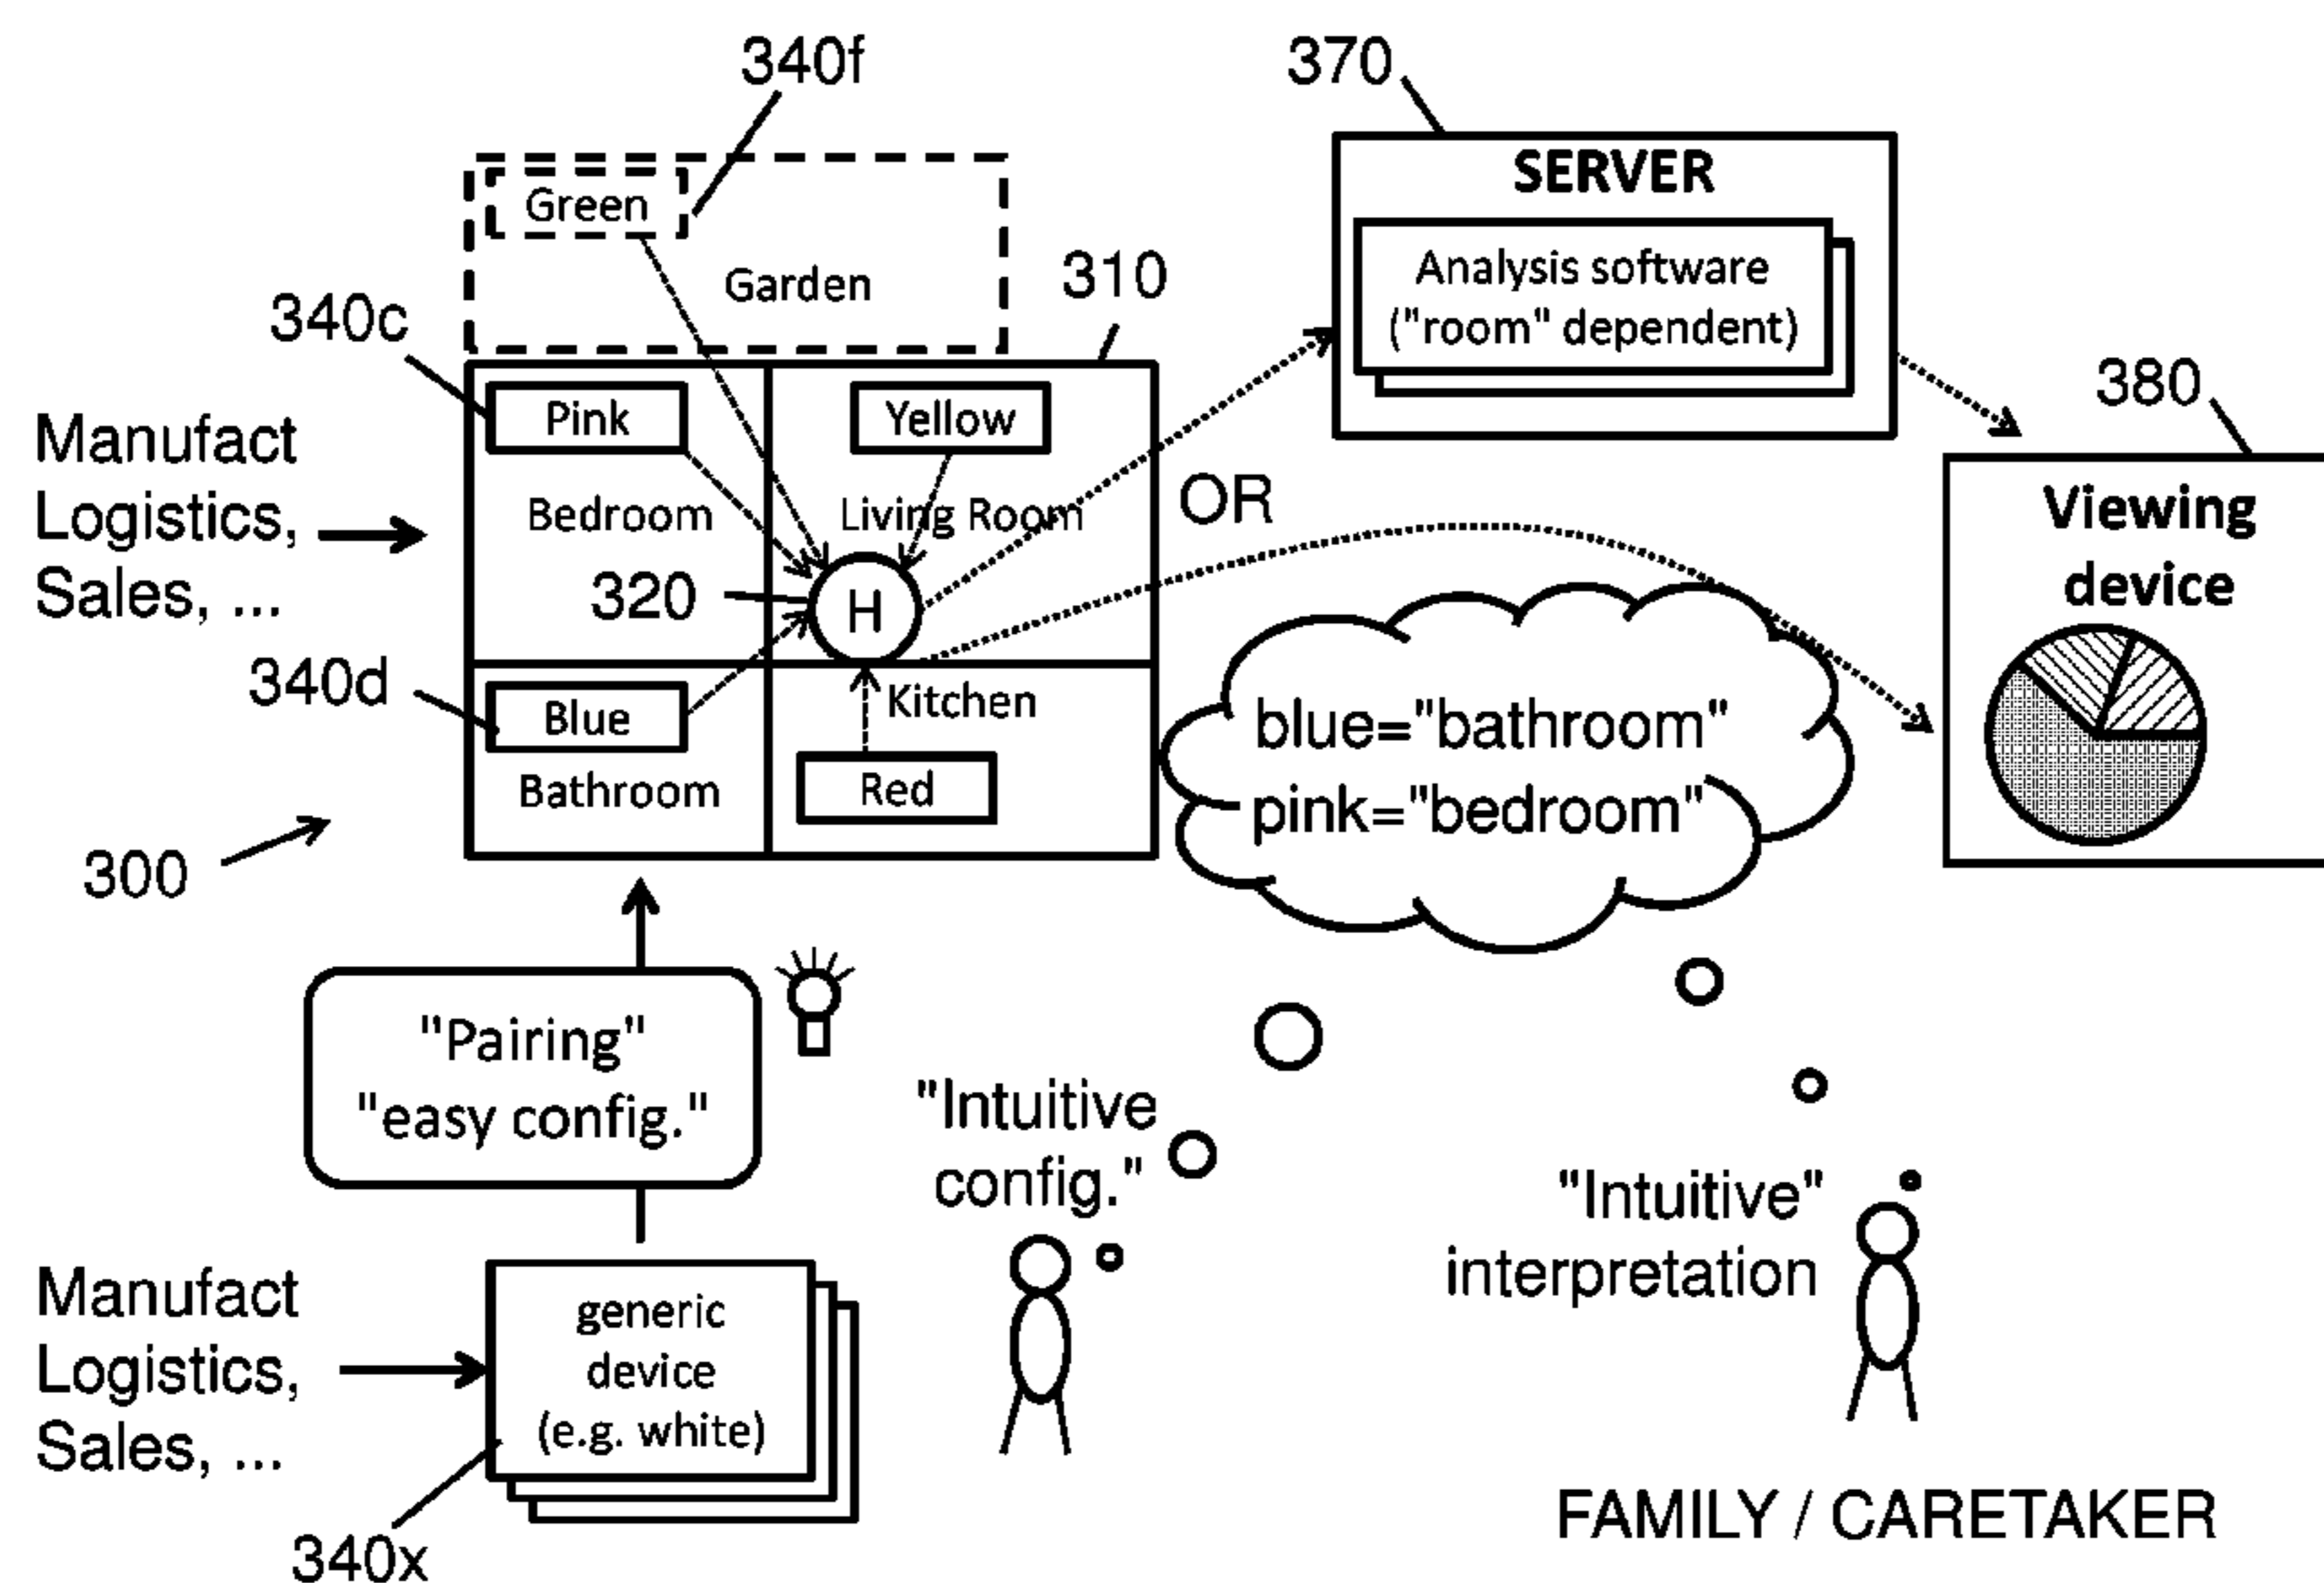 340f
370
SERVER
Green
Analysis software
("room" dependent)
Garden
310
340c
380
Pink
Yellow
Manufact
Logistics,
Sales, ...
Bedroom
Living Room
OR
Viewing
device
320
H
340d
Blue
Kitchen
blue="bathroom"
pink="bedroom"
Bathroom
Red
300
"Pairing"
"easy config."
"Intuitive
config."
"Intuitive"
interpretation
Manufact
Logistics,
Sales, ...
generic
device
(e.g. white)
340x
FAMILY / CARETAKER